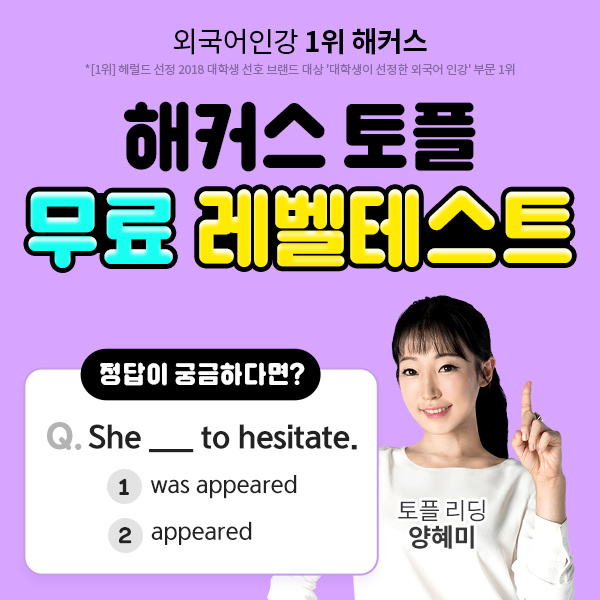 외국어인강 1위 해커스
*[1위] 헤럴드 선정 2018 대학생 선호 브랜드 대상 '대학생이 선정한 외국어 인강' 부문 1위
해커스 토플
무료 레벨테스트
정답이 궁금하다면?
Q. She ___ to hesitate.
1 was appeared
2 appeared
토플 리딩
양혜미